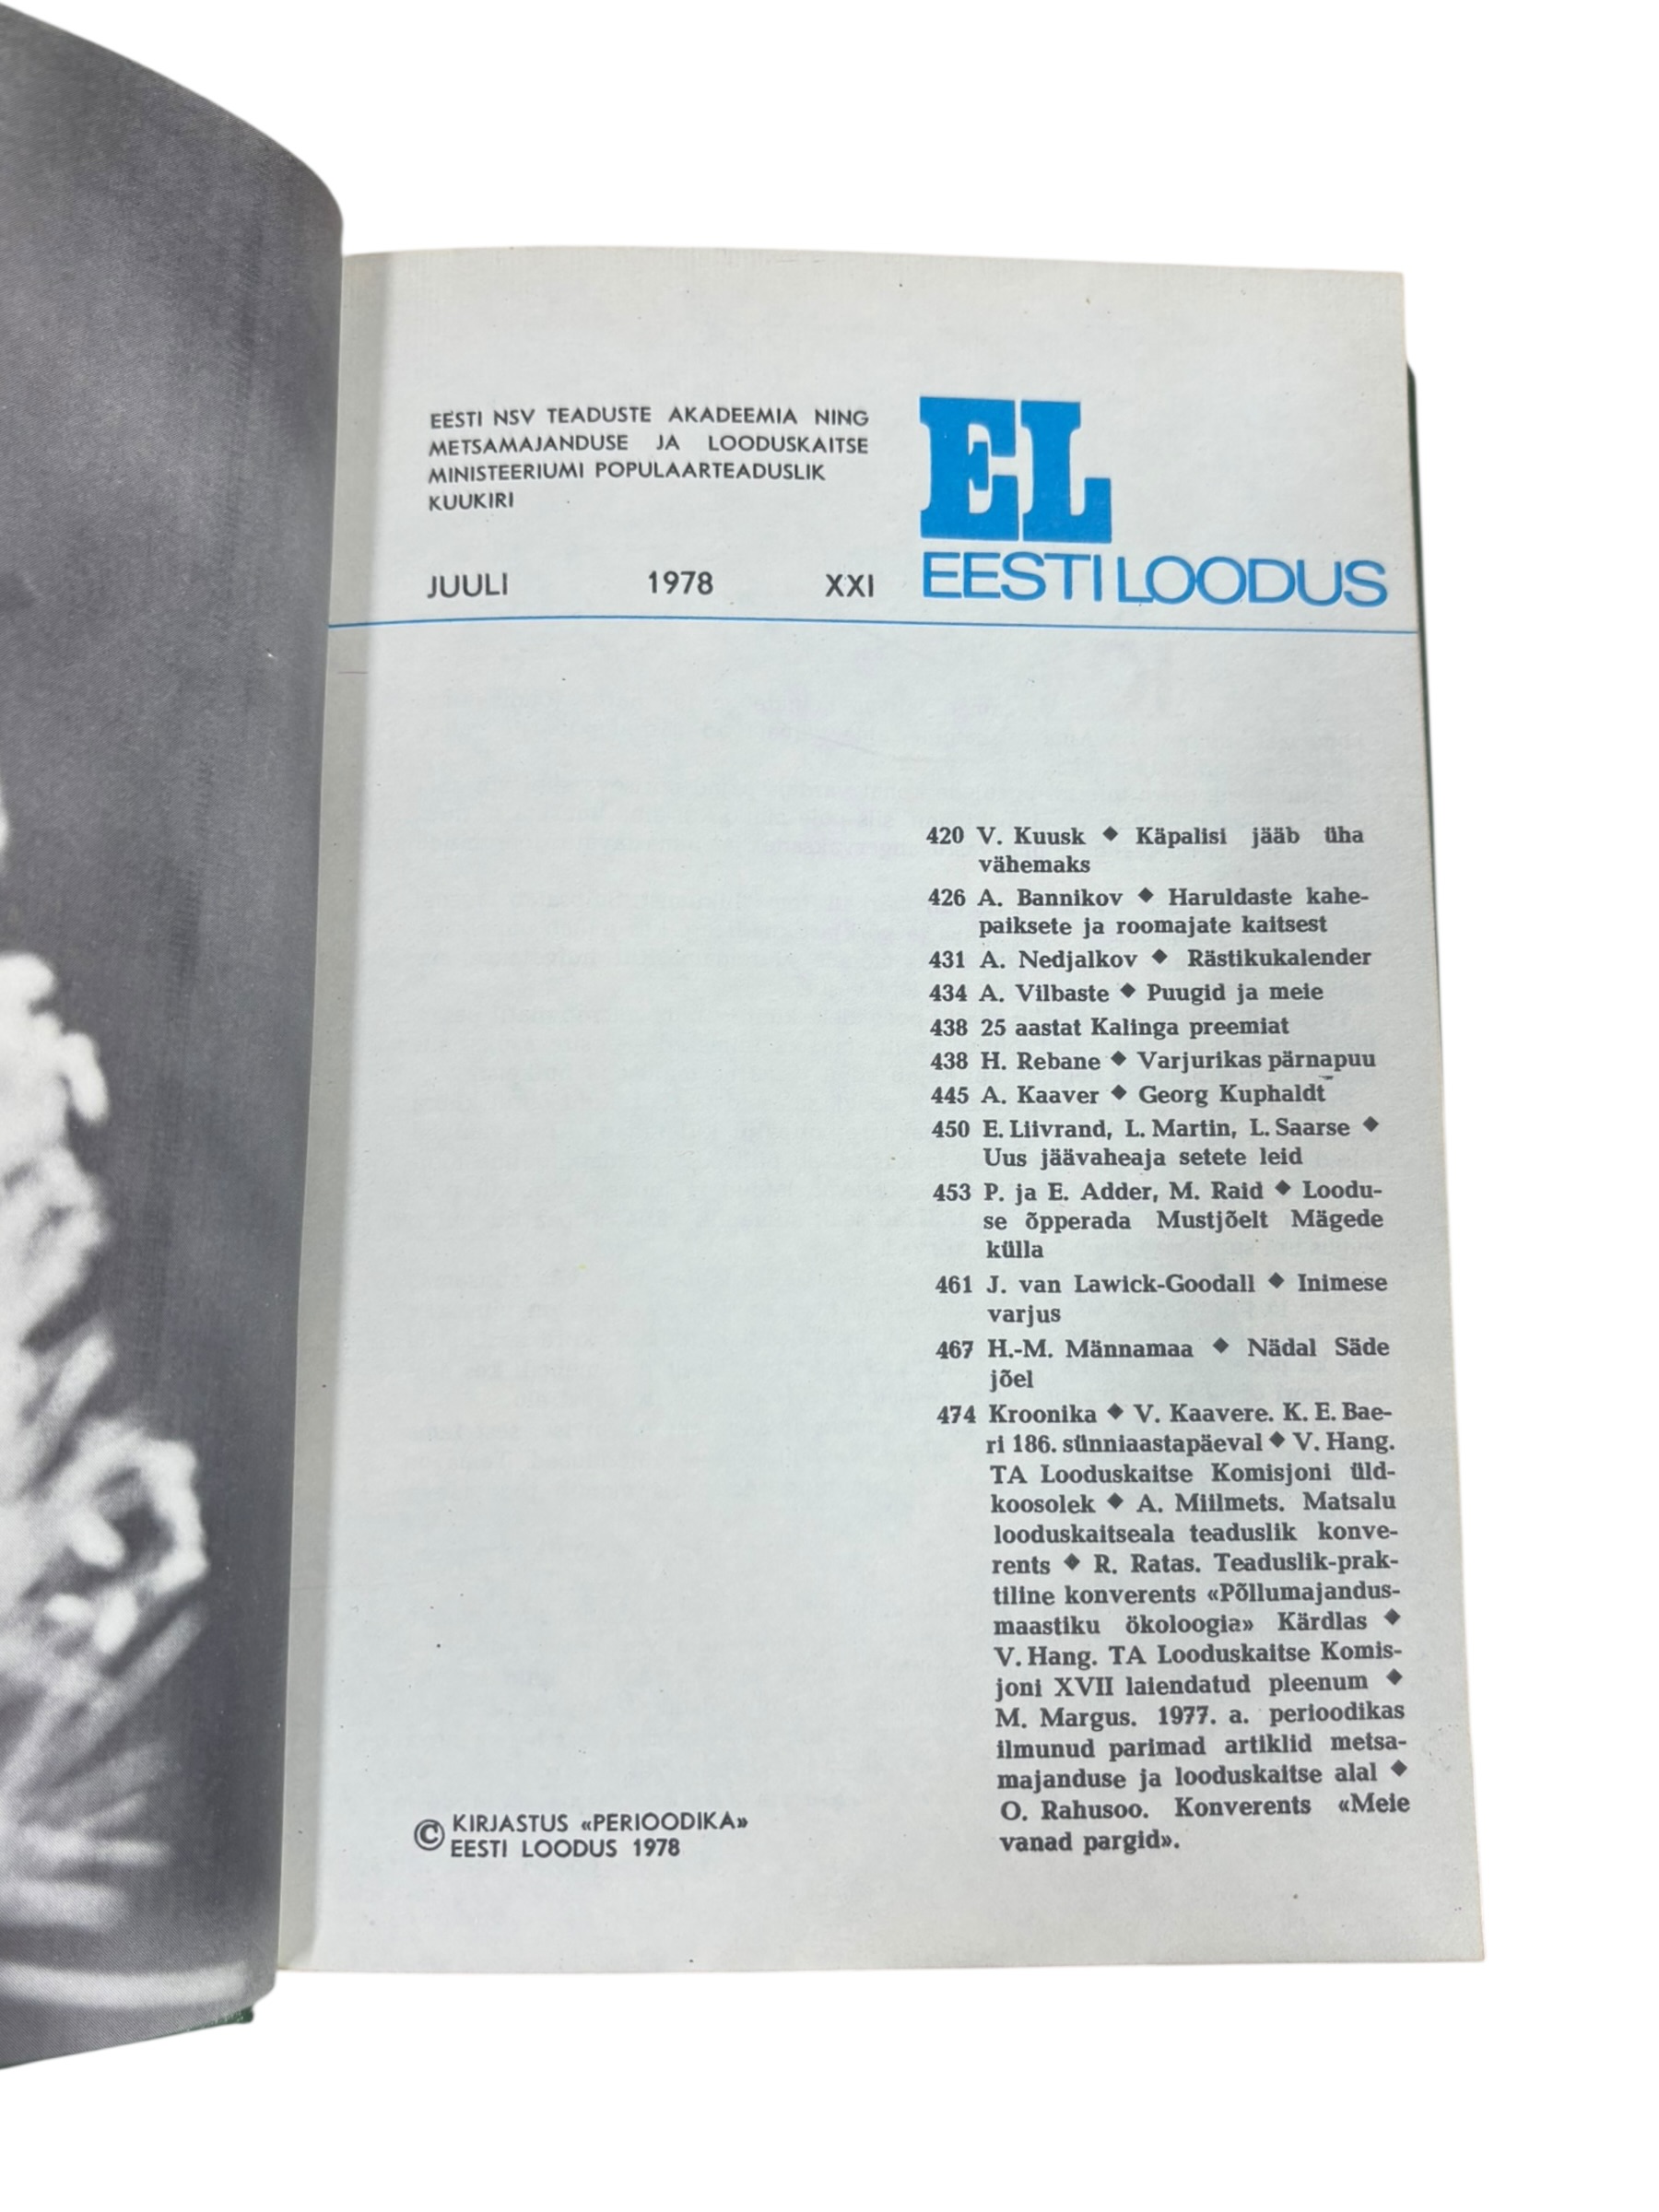 EESTI NSV TEADUSTE AKADEEMIA NING
METSAMAJANDUSE JA LOODUSKAITSE
MINISTEERIUMI POPULAARTEADUSLIK
KUUKIRI
JUULI 1978 XXI
EL
EESTI LOODUS
420 V. Kuusk ◆ Käpalisi jääb üha
vähemaks
426 A. Bannikov ◆ Haruldaste kahe-
paiksete ja roomajate kaitsest
431 A. Nedjalkov ◆ Rästikukalender
434 A. Vilbaste ◆ Puugid ja meie
438 25 aastat Kalinga preemiat
438 H. Rebane ◆ Varjurikas pärnapuu
445 A. Kaaver ◆ Georg Kuphaldt
450 E. Liivrand, L. Martin, L. Saarse ◆
Uus jäävaheaja setete leid
453 P. ja E. Adder, M. Raid ◆ Loodu-
se õpperada Mustjõelt Mägede
külla
461 J. van Lawick-Goodall ◆ Inimese
varjus
467 H.-M. Männamaa ◆ Nädal Säde
jõel
474 Kroonika ◆ V. Kaavere. K. E. Bae-
ri 186. sünniaastapäeval ◆ V. Hang.
TA Looduskaitse Komisjoni üld-
koosolek ◆ A. Miilmets. Matsalu
looduskaitseala teaduslik konve-
rents ◆ R. Ratas. Teaduslik-prak-
tiline konverents «Põllumajandus-
maastiku ökoloogia» Kärdlas ◆
V. Hang. TA Looduskaitse Komis-
joni XVII laiendatud pleenum ◆
M. Margus. 1977. a. perioodikas
ilmunud parimad artiklid metsa-
majanduse ja looduskaitse alal ◆
O. Rahusoo. Konverents «Meie
vanad pargid».
© KIRJASTUS «PERIOODIKA»
EESTI LOODUS 1978